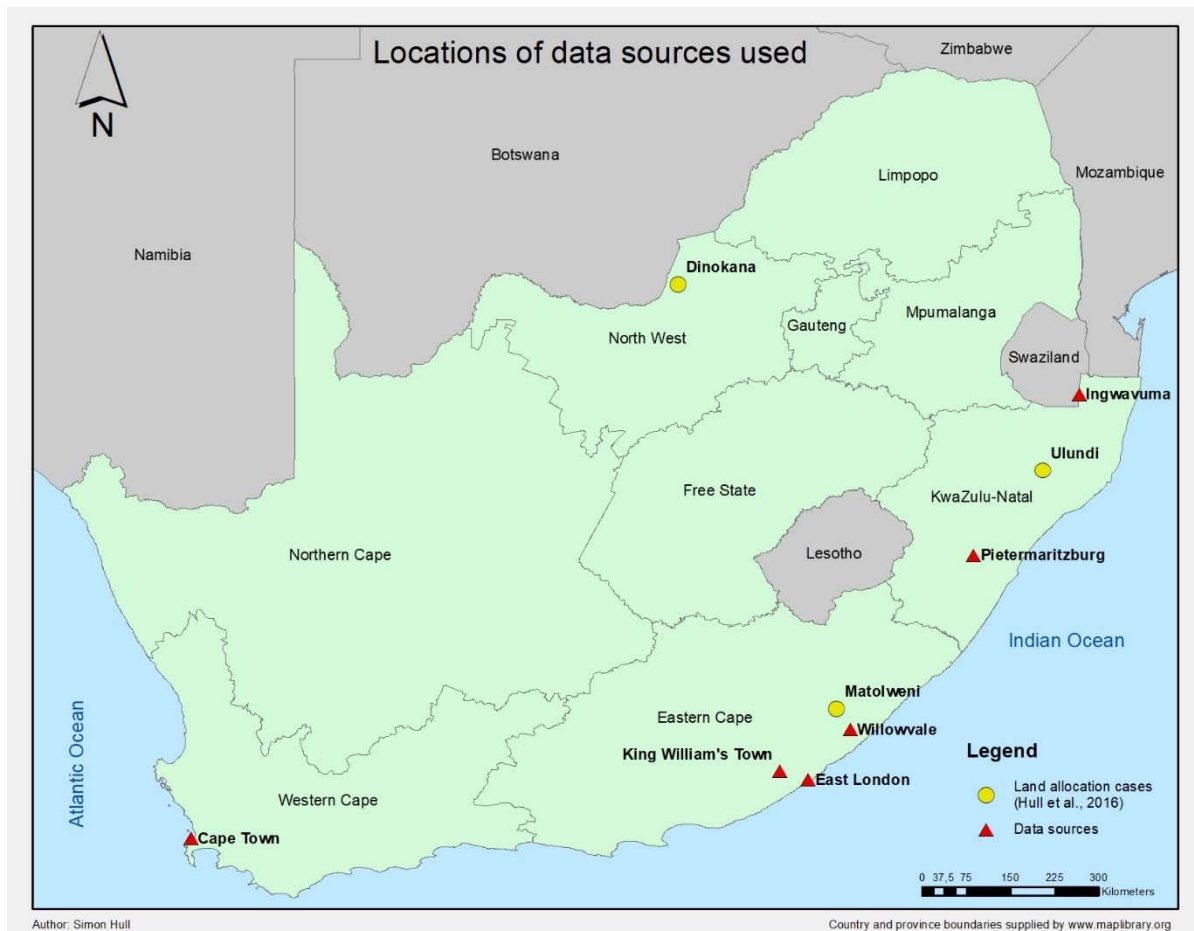 Locations of data sources used
N
Zimbabwe
Botswana
Mozambique
Limpopo
Namibia
Dinokana
Mpumalanga
Gauteng
North West
Swaziland
Ingwavuma
Ulundi
Free State
KwaZulu-Natal
Northern Cape
Lesotho
Pietermaritzburg
Indian Ocean
Matolweni
Eastern Cape
Willowvale
Atlantic Ocean
King William's Town
East London
Western Cape
Cape Town
Legend
Land allocation cases
(Hull et al., 2016)
Data sources
0 37,5 75 150 225 300
Kilometers
Author: Simon Hull
Country and province boundaries supplied by www.maplibrary.org